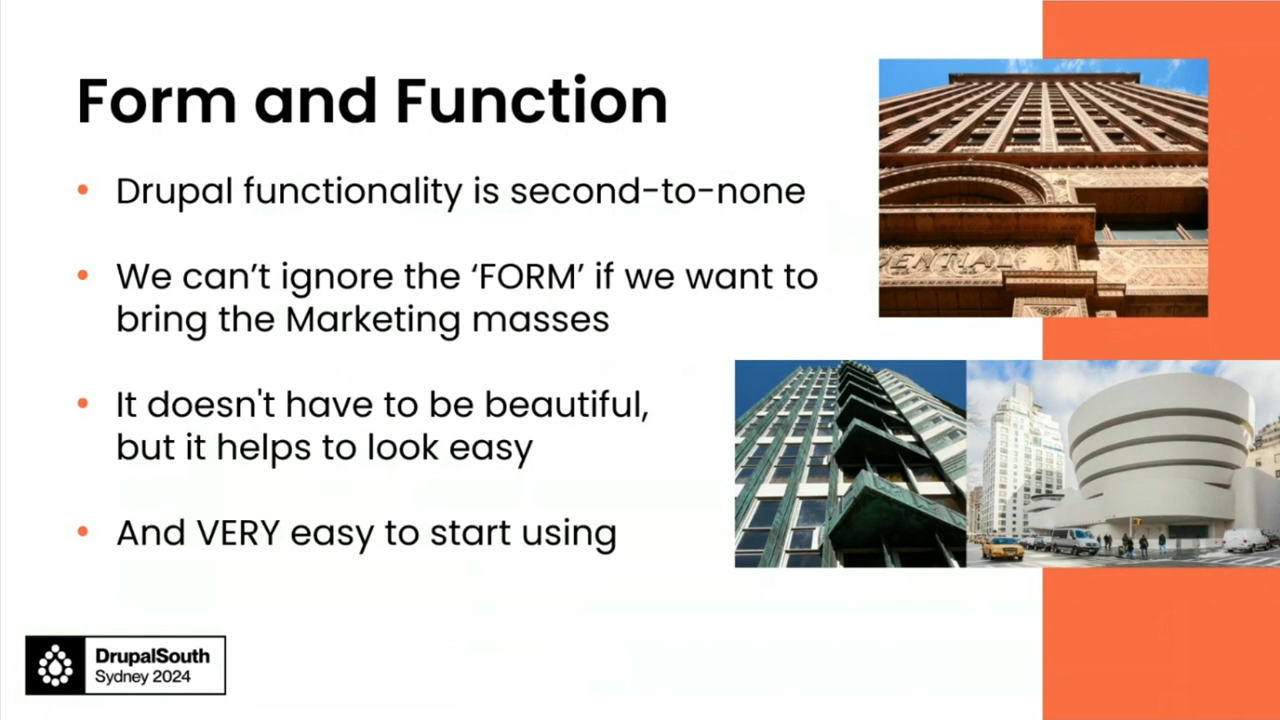 Form and Function
• Drupal functionality is second-to-none
• We can’t ignore the ‘FORM’ if we want to
bring the Marketing masses
• It doesn't have to be beautiful,
but it helps to look easy
• And VERY easy to start using
DENTIAL
DrupalSouth
Sydney 2024